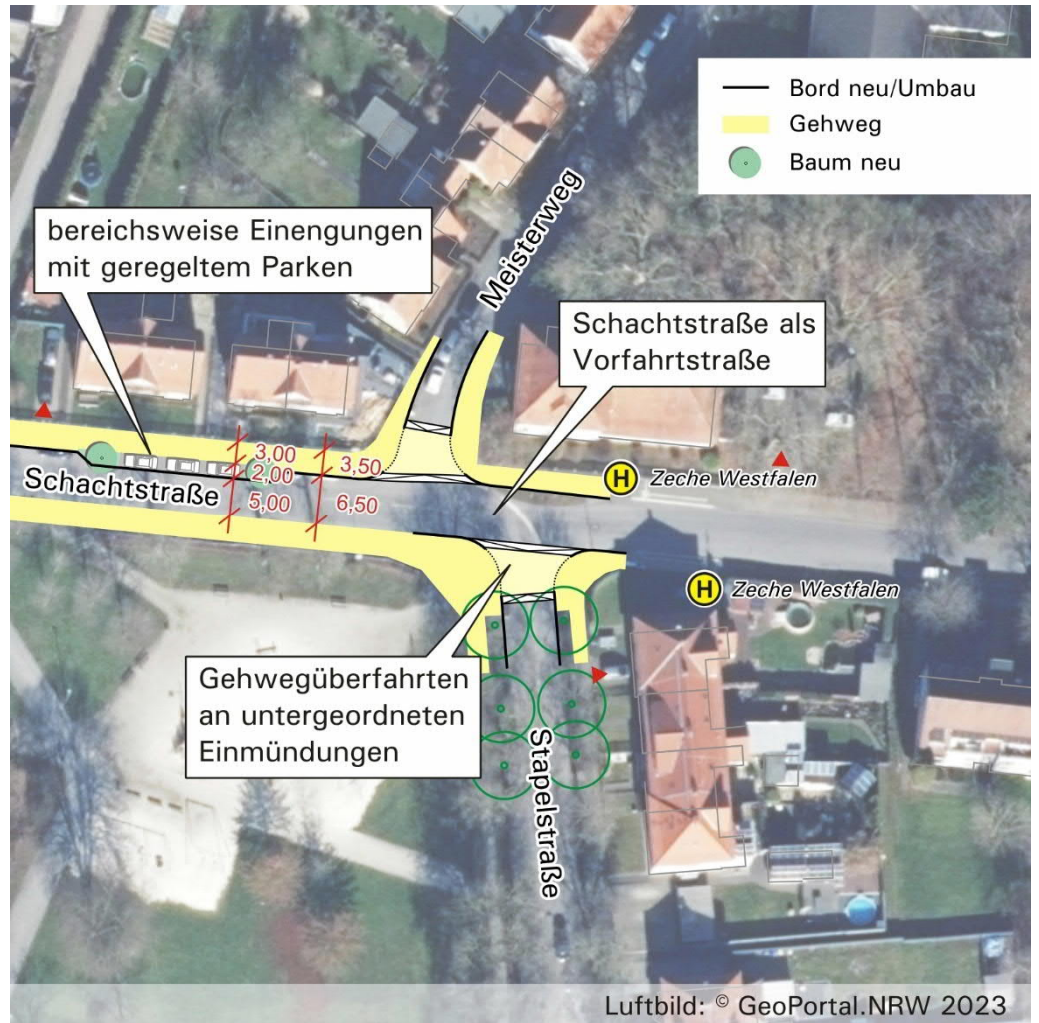 Bord neu/Umbau
Gehweg
Baum neu
bereichsweise Einengungen
mit geregeltem Parken
Meisterweg
Schachtstraße als
Vorfahrtstraße
3,00
3,50
2,00
5,00
6,50
Schachtstraße
H Zeche Westfalen
H Zeche Westfalen
Gehwegüberfahrten
an untergeordneten
Einmündungen
Stapelstraße
Luftbild: © GeoPortal.NRW 2023